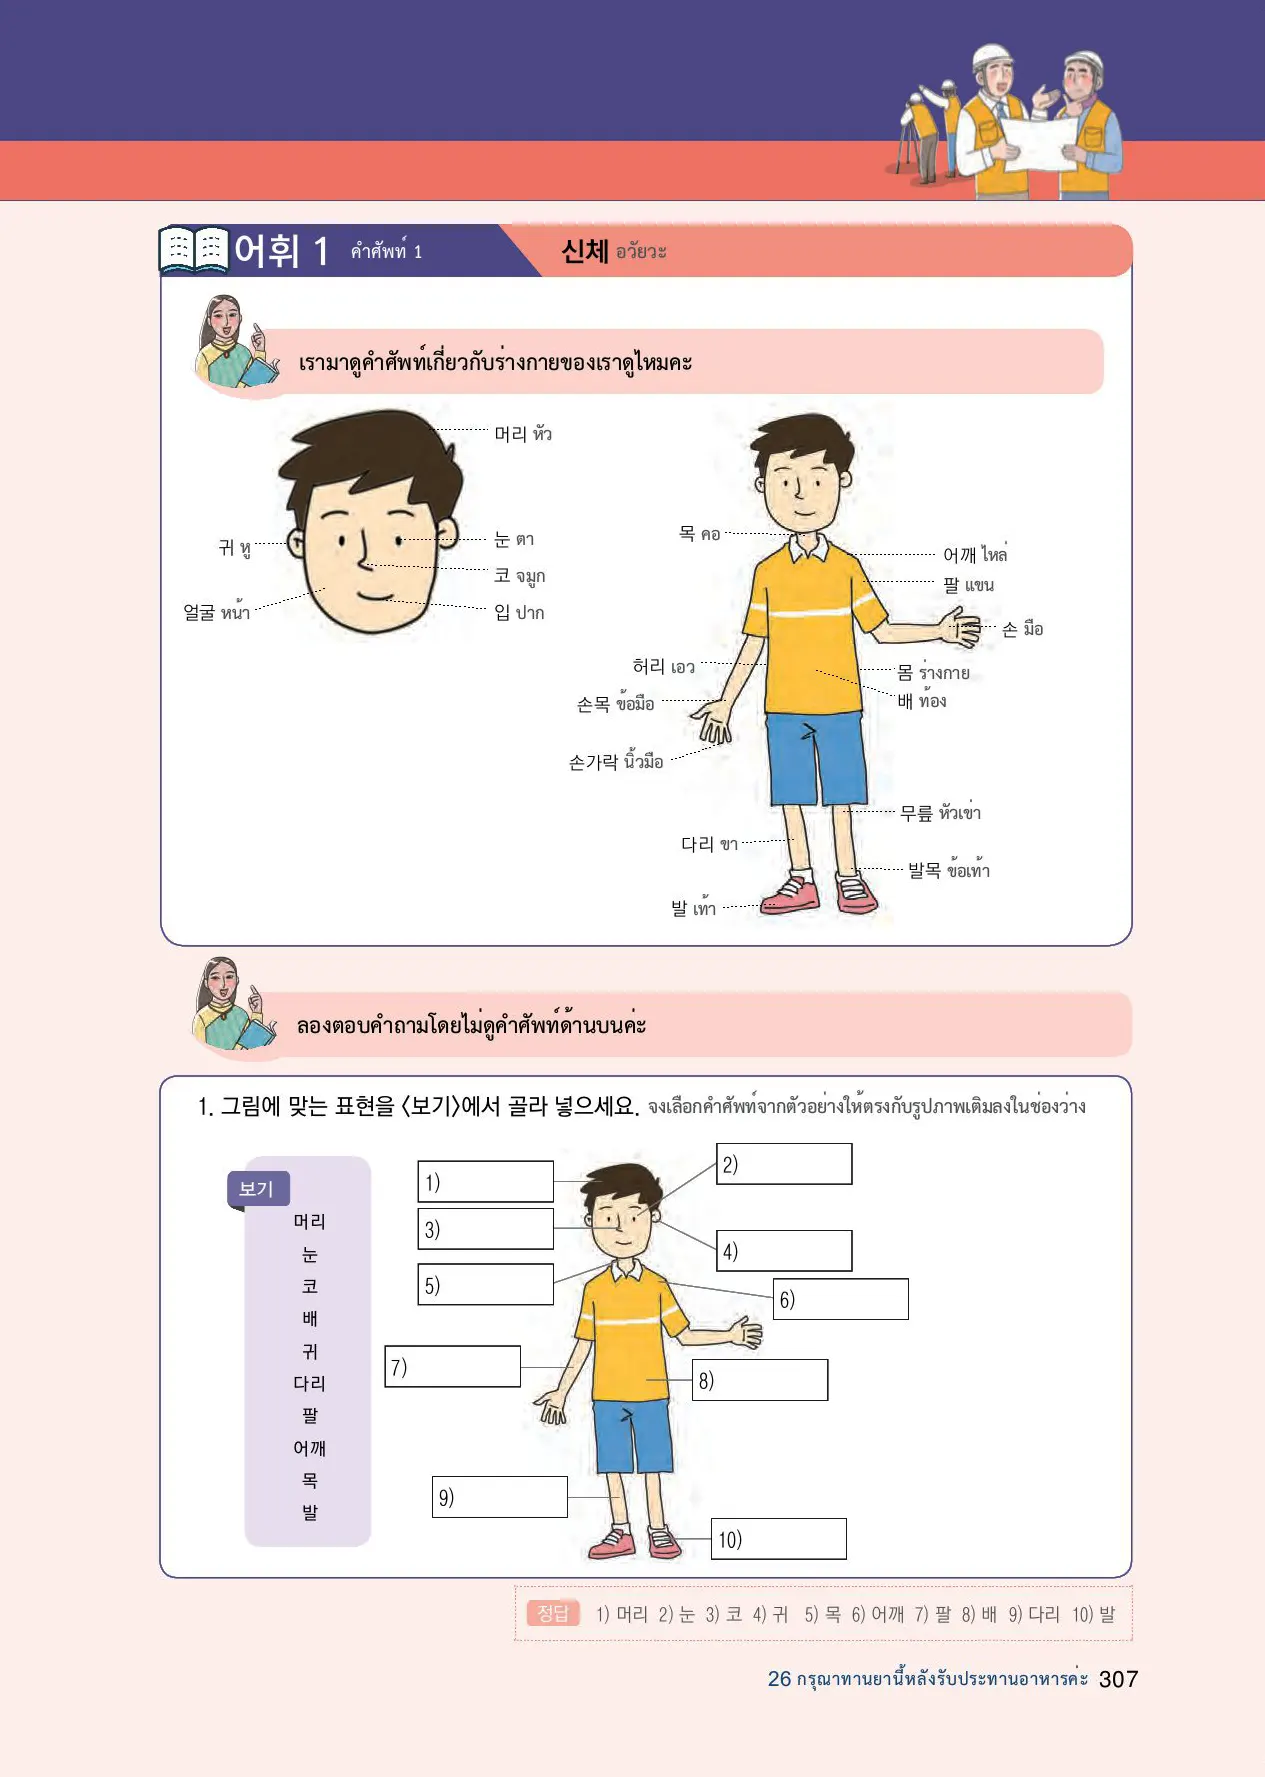 어휘 1 คำศัพท์ 1 신체 อวัยวะ
เรามาดูคำศัพท์เกี่ยวกับร่างกายของเราดูไหมคะ
머리 หัว
귀 หู
눈 ตา
코 จมูก
얼굴 หน้า
입 ปาก
목 คอ
어깨 ไหล่
팔 แขน
손 มือ
허리 เอว
몸 ร่างกาย
손목 ข้อมือ
배 ท้อง
손가락 นิ้วมือ
무릎 หัวเข่า
다리 ขา
발목 ข้อเท้า
발 เท้า
ลองตอบคำถามโดยไม่ดูคำศัพท์ด้านบนค่ะ
1. 그림에 맞는 표현을 〈보기〉에서 골라 넣으세요. จงเลือกคำศัพท์จากตัวอย่างให้ตรงกับรูปภาพเติมลงในช่องว่าง
보기
머리
눈
코
배
귀
다리
팔
어깨
목
발
1)
2)
3)
4)
5)
6)
7)
8)
9)
10)
정답 1) 머리 2) 눈 3) 코 4) 귀 5) 목 6) 어깨 7) 팔 8) 배 9) 다리 10) 발
26 กรุณาทานยานี้หลังรับประทานอาหารค่ะ 307